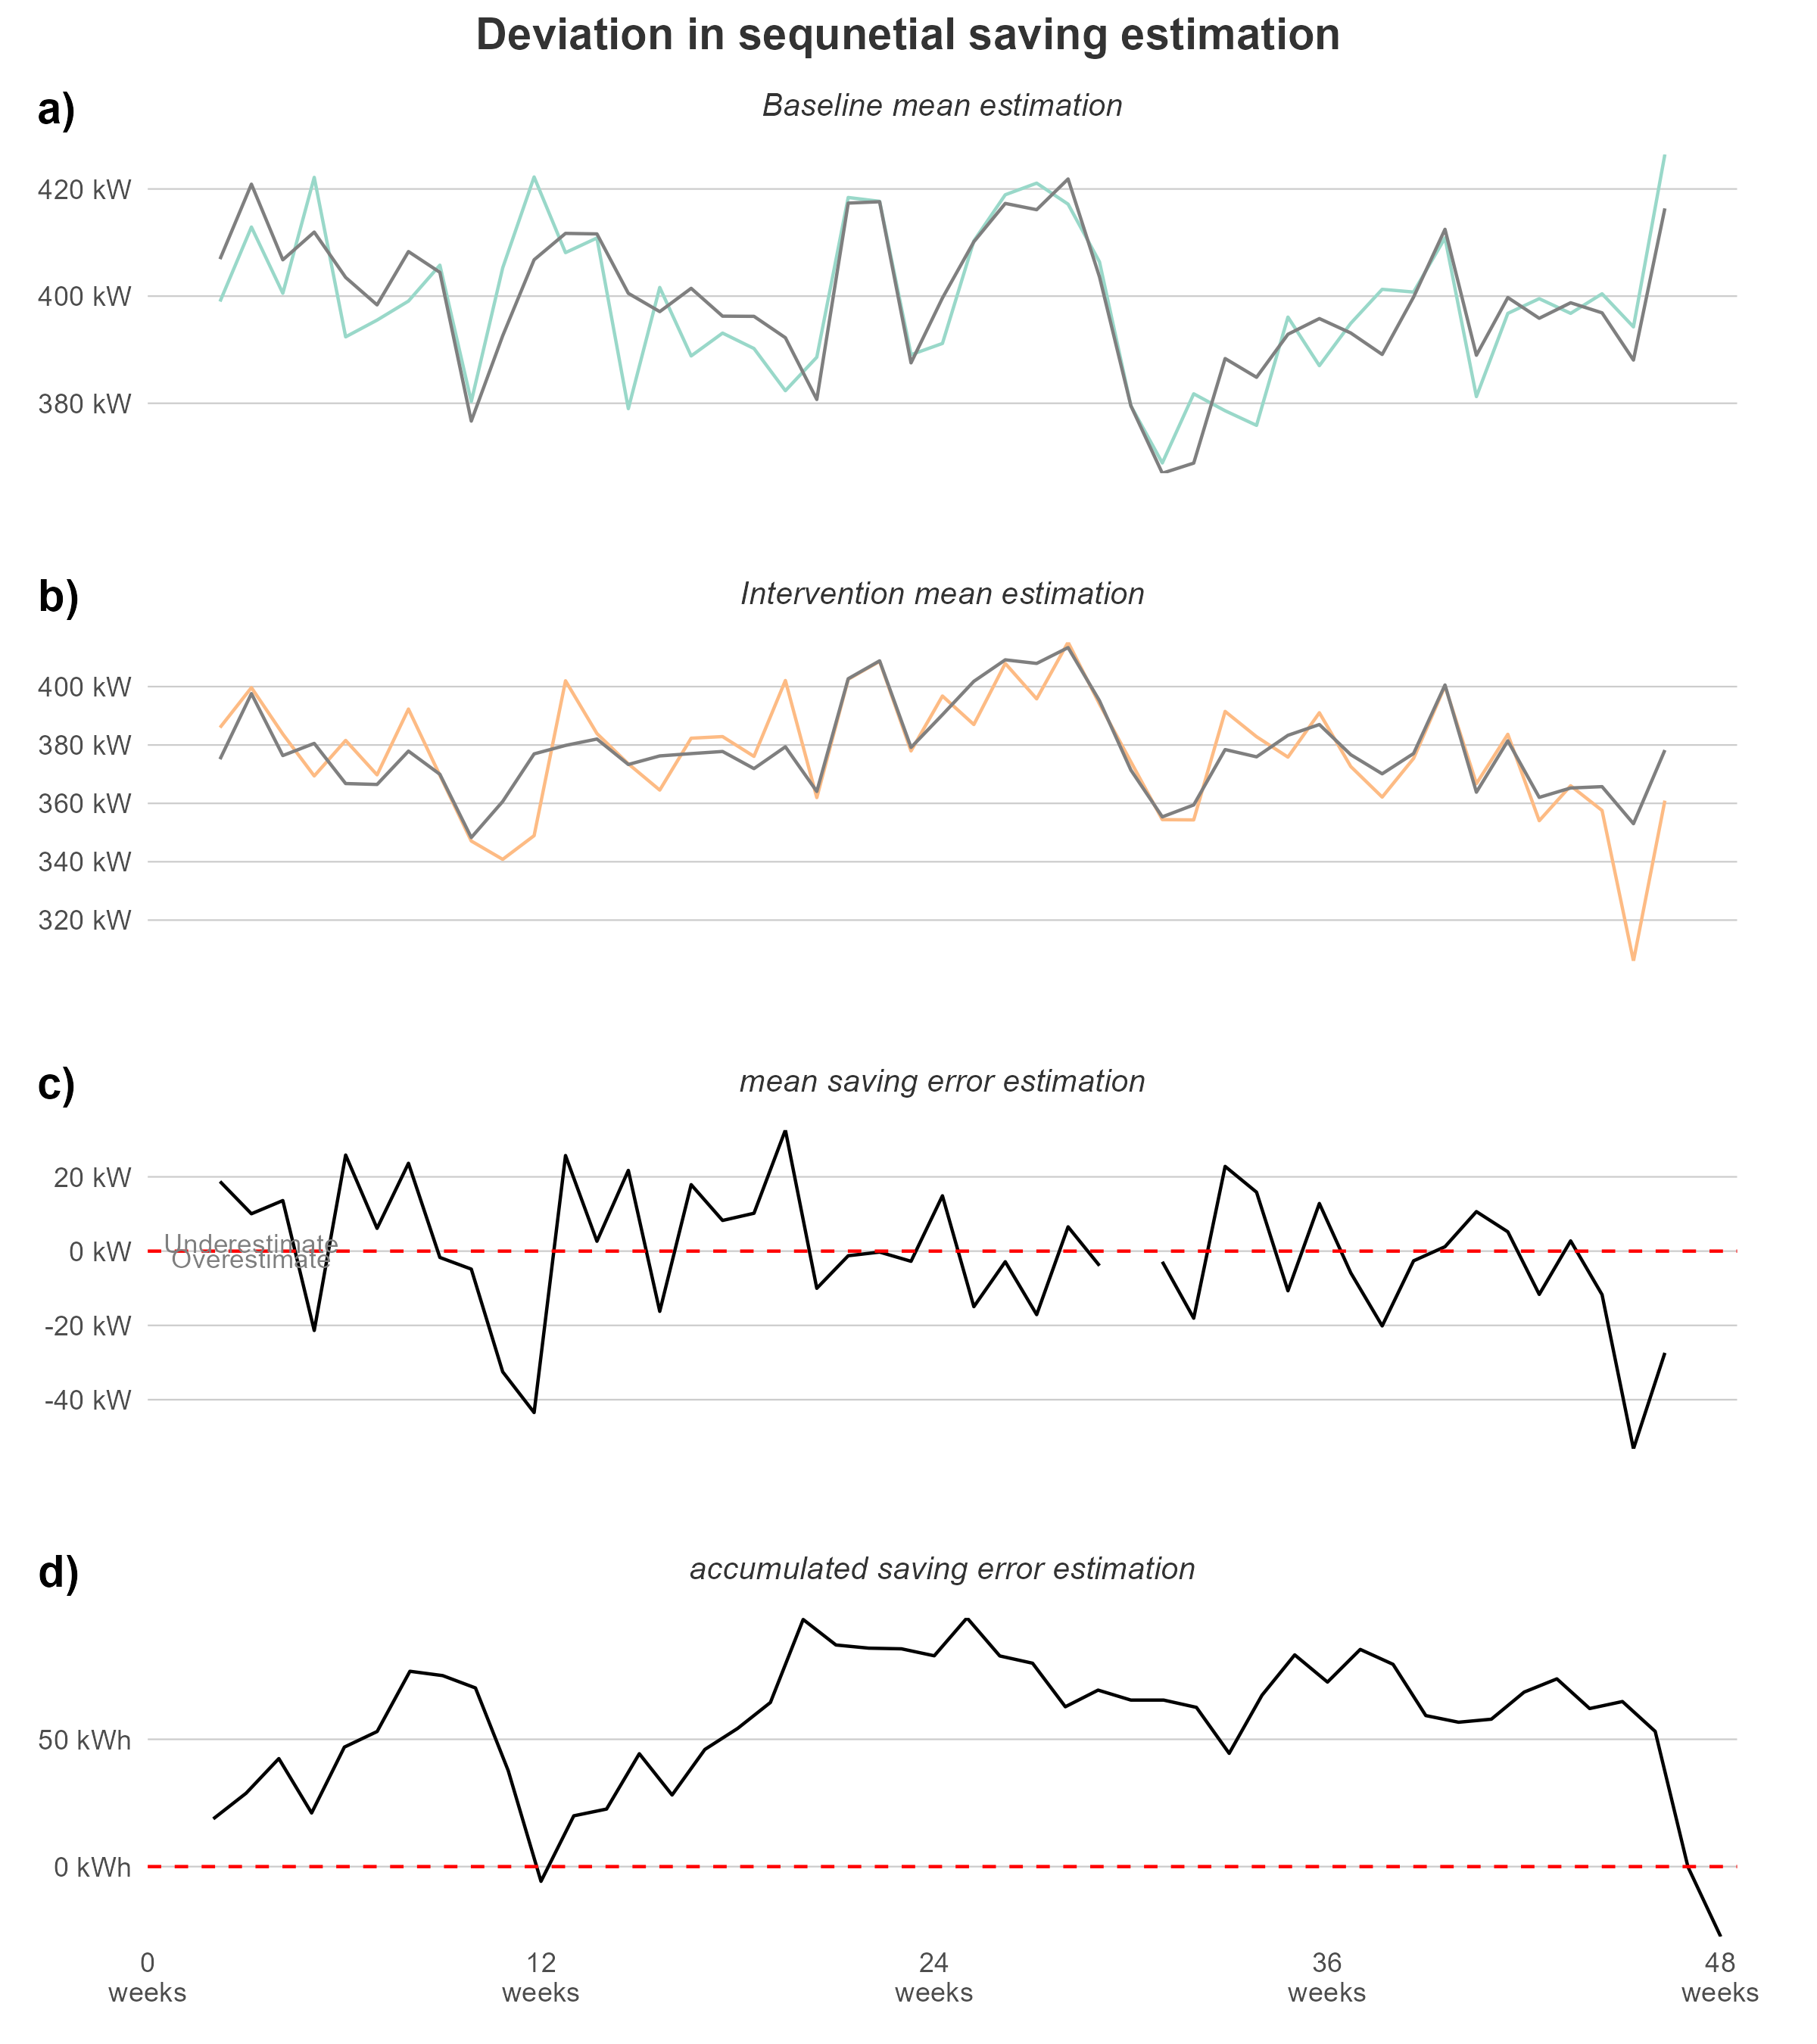 Deviation in sequnetial saving estimation
a)
Baseline mean estimation
420 kW
400 kW
380 kW
b)
Intervention mean estimation
400 kW
380 kW
360 kW
340 kW
320 kW
c)
mean saving error estimation
20 kW
Underestimate
0 kW
Overestimate
-20 kW
-40 kW
d)
accumulated saving error estimation
50 kWh
0 kWh
0 12 24 36 48
weeks weeks weeks weeks weeks